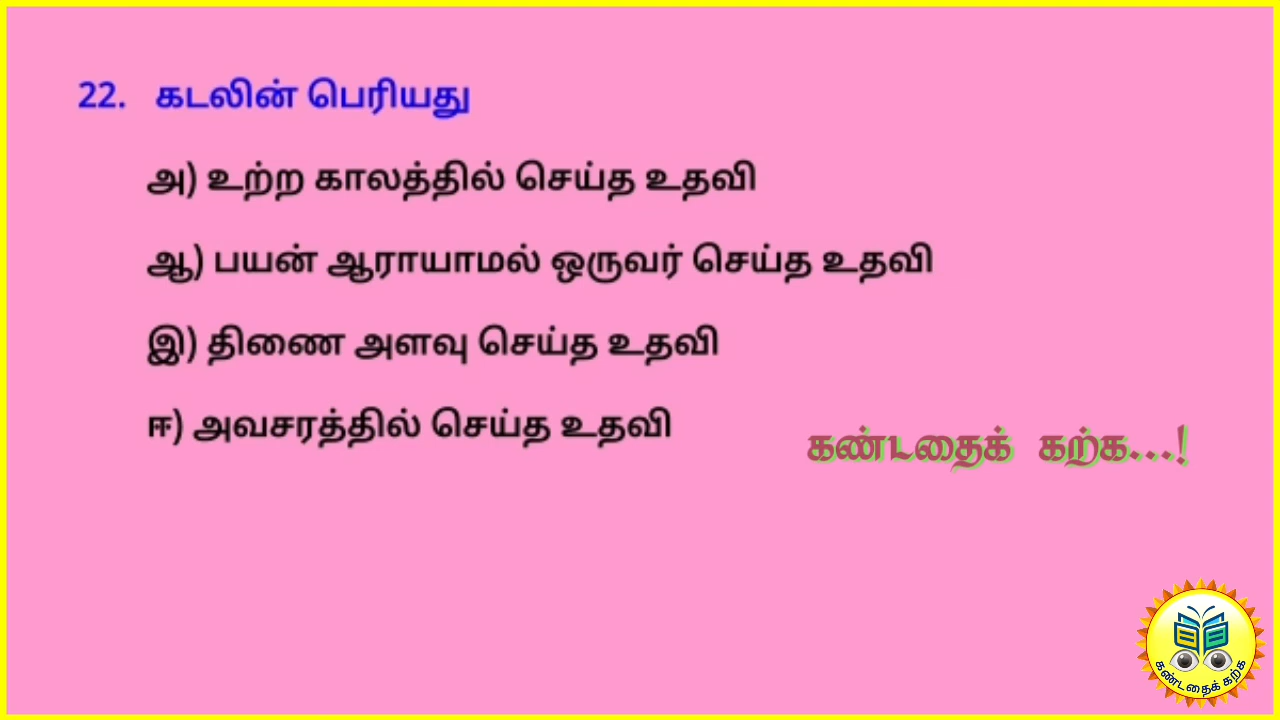 22. கடலின் பெரியது
அ) உற்ற காலத்தில் செய்த உதவி
ஆ) பயன் ஆராயாமல் ஒருவர் செய்த உதவி
இ) திணை அளவு செய்த உதவி
ஈ) அவசரத்தில் செய்த உதவி
கண்டதைக் கற்க...!
கண்டதைக் கற்க